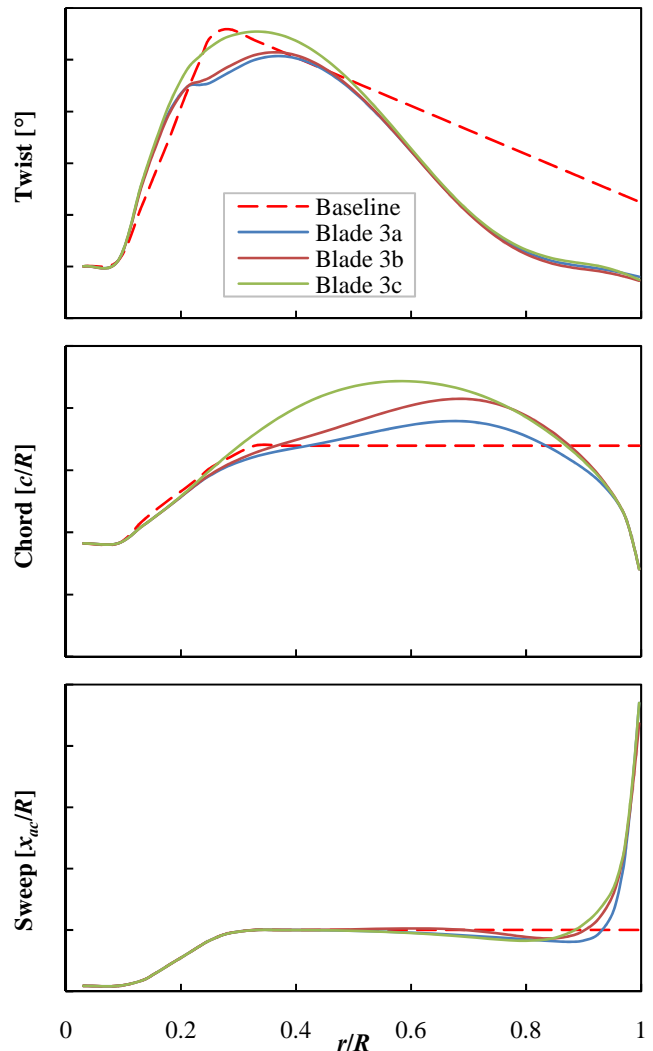 Twist [°]
Baseline
Blade 3a
Blade 3b
Blade 3c
Chord [c/R]
Sweep [x_ac/R]
0 0.2 0.4 0.6 0.8 1
r/R